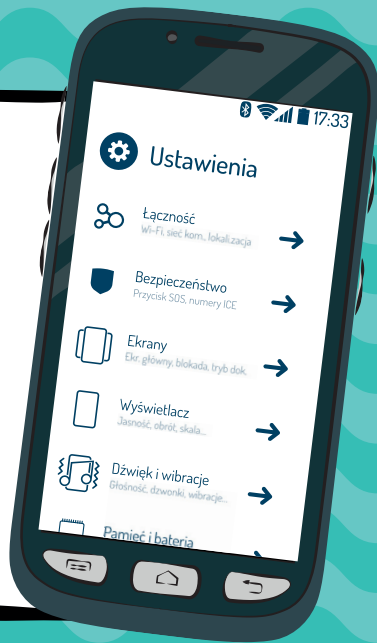 17:33
Ustawienia
Łączność
Wi-Fi, sieć kom., lokalizacja
Bezpieczeństwo
Przycisk SOS, numery ICE
Ekrany
Ekr. główny, blokada, tryb dok.
Wyświetlacz
Jasność, obrót, skala...
Dźwięk i wibracje
Głośność, dzwonki, wibracje...
Pamięć i bateria